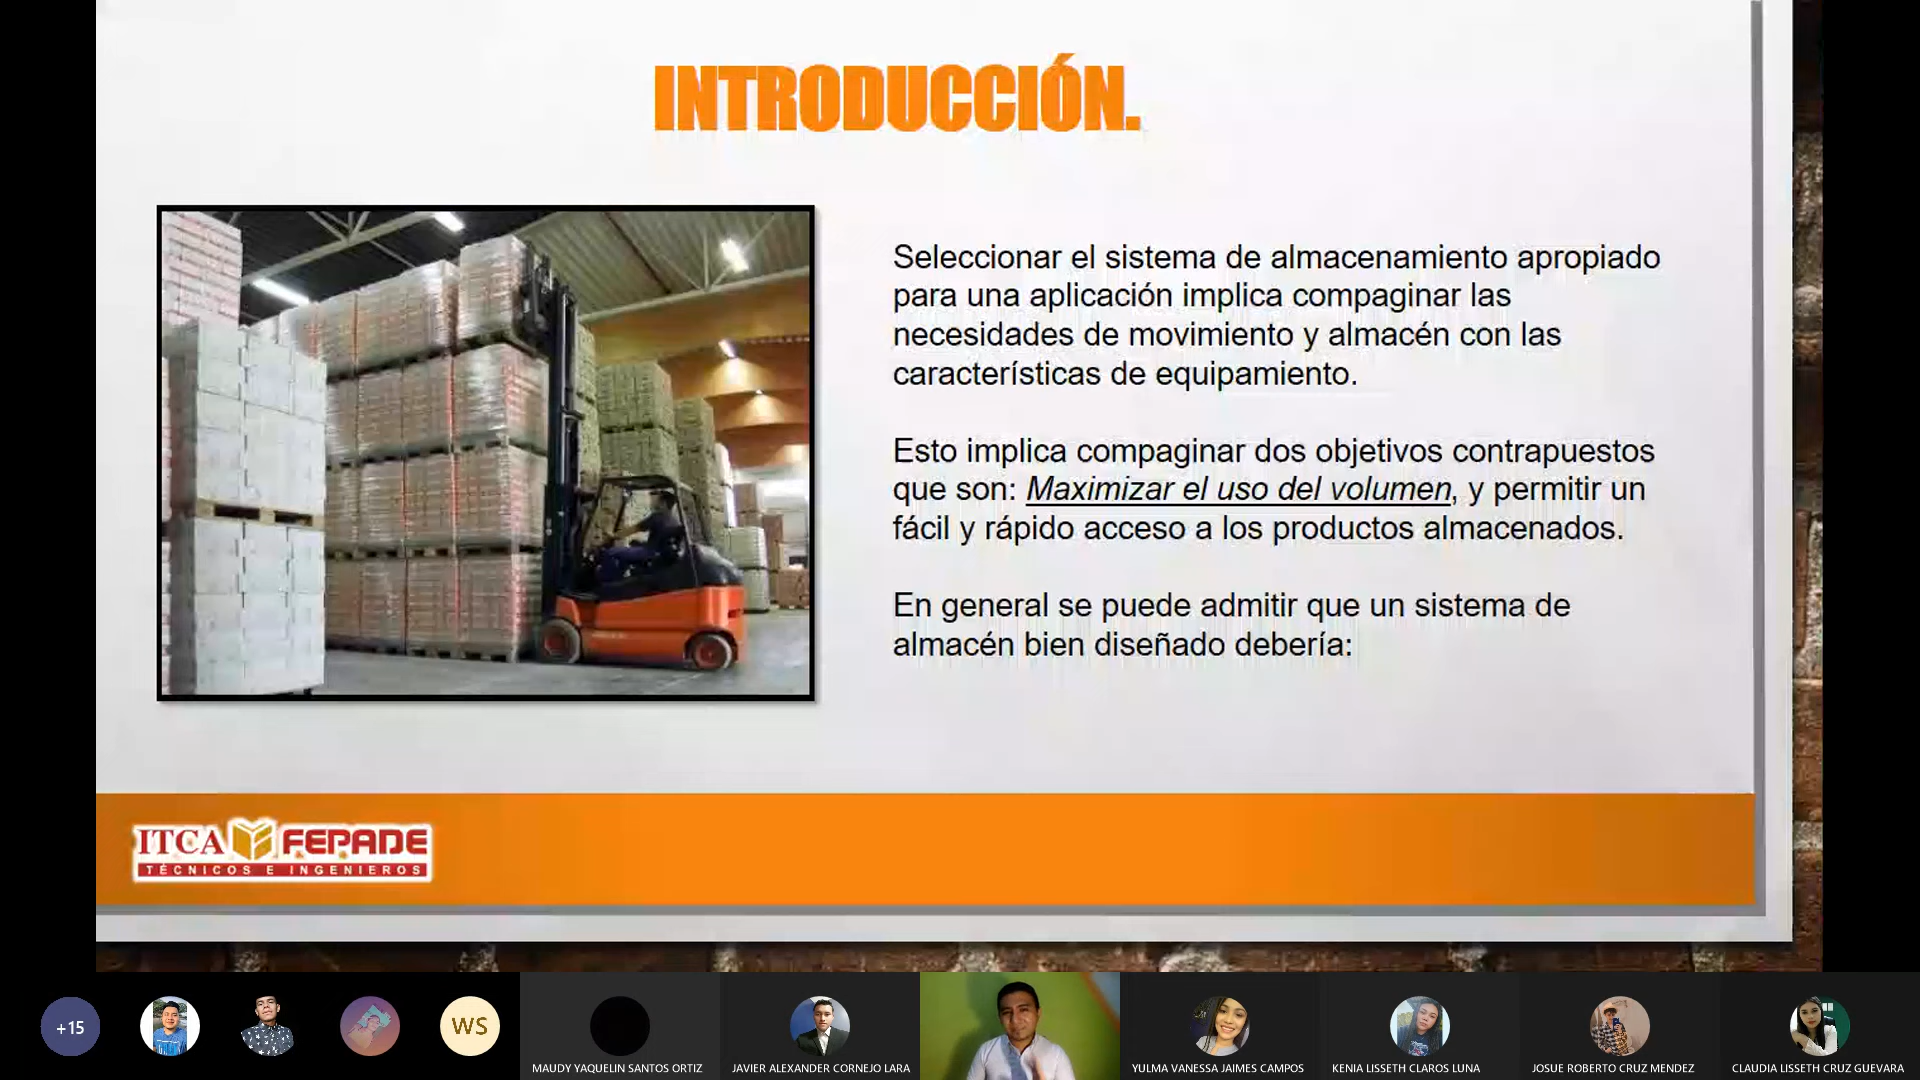 INTRODUCCIÓN.
Seleccionar el sistema de almacenamiento apropiado
para una aplicación implica compaginar las
necesidades de movimiento y almacén con las
características de equipamiento.
Esto implica compaginar dos objetivos contrapuestos
que son: Maximizar el uso del volumen, y permitir un
fácil y rápido acceso a los productos almacenados.
En general se puede admitir que un sistema de
almacén bien diseñado debería:
ITCA FEPADE
TÉCNICOS E INGENIEROS
+15
WS
MAUDY YAQUELIN SANTOS ORTIZ
JAVIER ALEXANDER CORNEJO LARA
YULMA VANESSA JAIMES CAMPOS
KENIA LISSETH CLAROS LUNA
JOSUE ROBERTO CRUZ MENDEZ
CLAUDIA LISSETH CRUZ GUEVARA